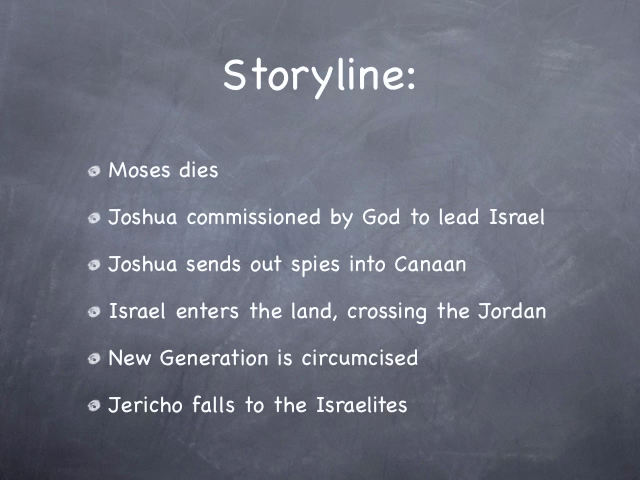 Storyline:
Moses dies
Joshua commissioned by God to lead Israel
Joshua sends out spies into Canaan
Israel enters the land, crossing the Jordan
New Generation is circumcised
Jericho falls to the Israelites